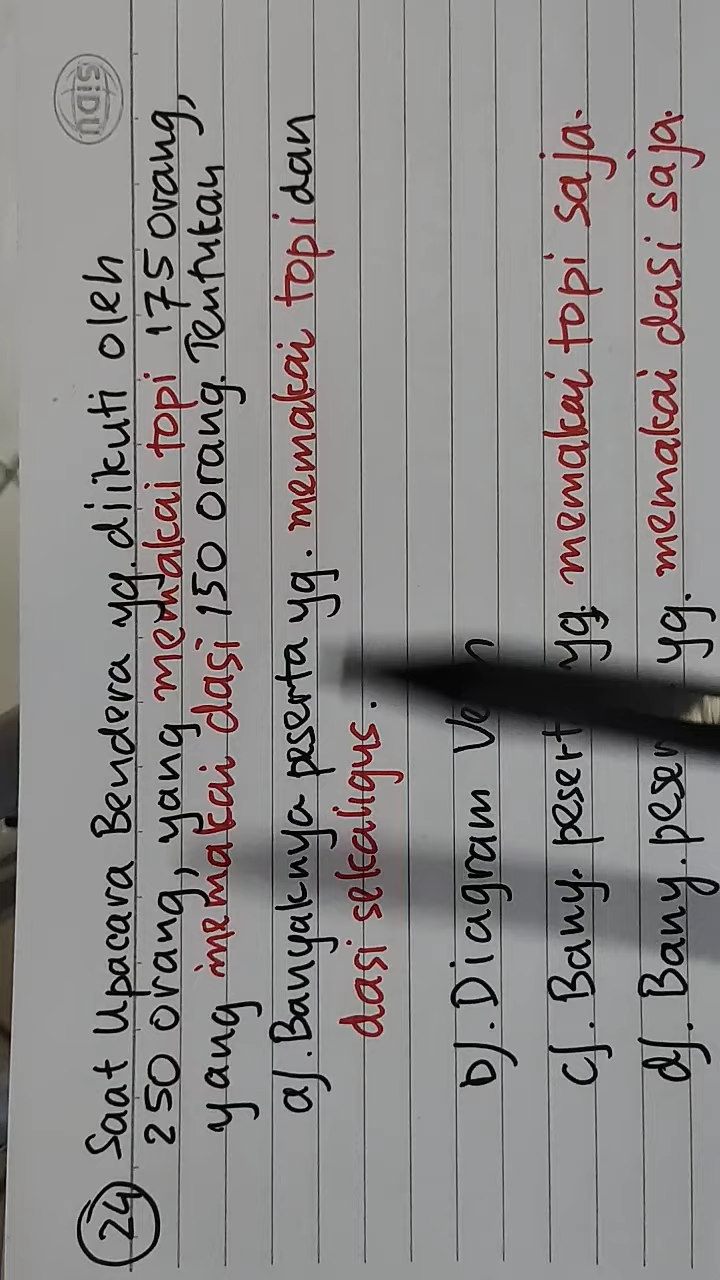 SiDU
24 Saat Upacara Bendera yg. diikuti oleh
250 orang, yang memakai topi 175 orang,
yang memakai dasi 150 orang. Tentukan
a). Banyaknya peserta yg. memakai topi dan
dasi sekaligus.
b). Diagram
c). Bany. yg. memakai topi saja.
d). Bany. yg. memakai dasi saja.